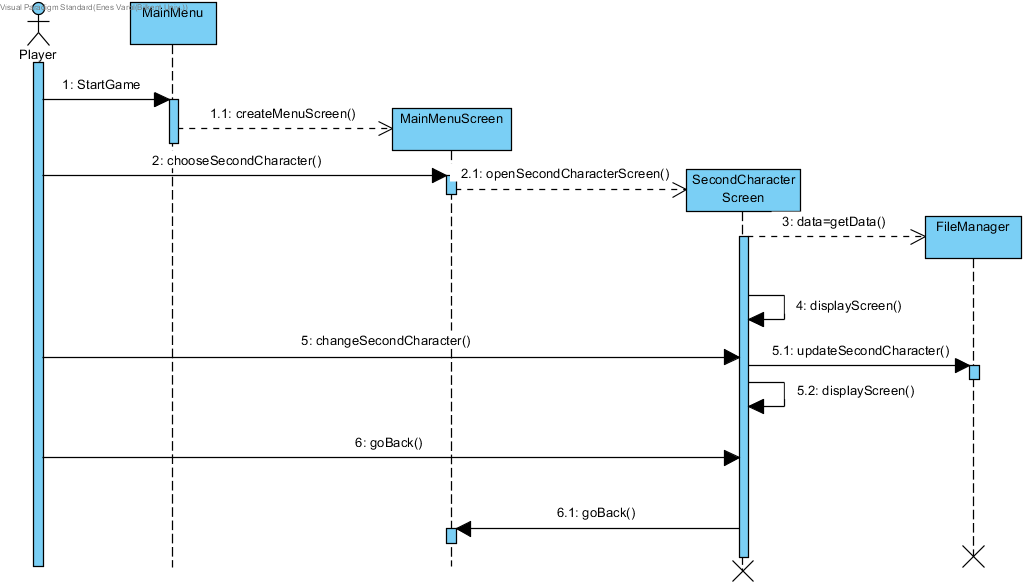 Visual Paradigm Standard(Enes Var
MainMenu
Player
1: StartGame
1.1: createMenuScreen()
MainMenuScreen
2: chooseSecondCharacter()
2.1: openSecondCharacterScreen()
SecondCharacter
Screen
3: data=getData()
FileManager
4: displayScreen()
5: changeSecondCharacter()
5.1: updateSecondCharacter()
5.2: displayScreen()
6: goBack()
6.1: goBack()